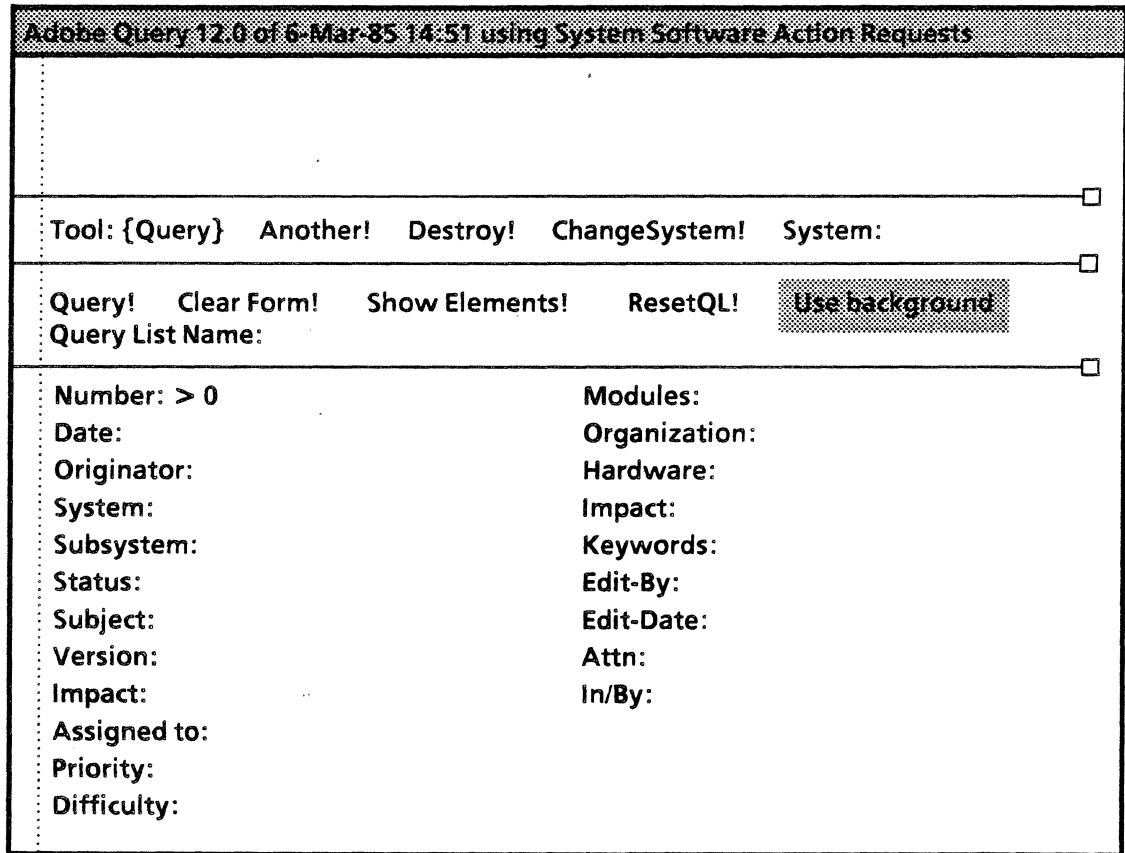 Adobe Query 12.0 of 6-Mar-85 14:51 using System Software Action Requests
Tool: {Query} Another! Destroy! ChangeSystem! System:
Query! Clear Form! Show Elements! ResetQL! Use background
Query List Name:
Number: > 0 Modules:
Date: Organization:
Originator: Hardware:
System: Impact:
Subsystem: Keywords:
Status: Edit-By:
Subject: Edit-Date:
Version: Attn:
Impact: In/By:
Assigned to:
Priority:
Difficulty: